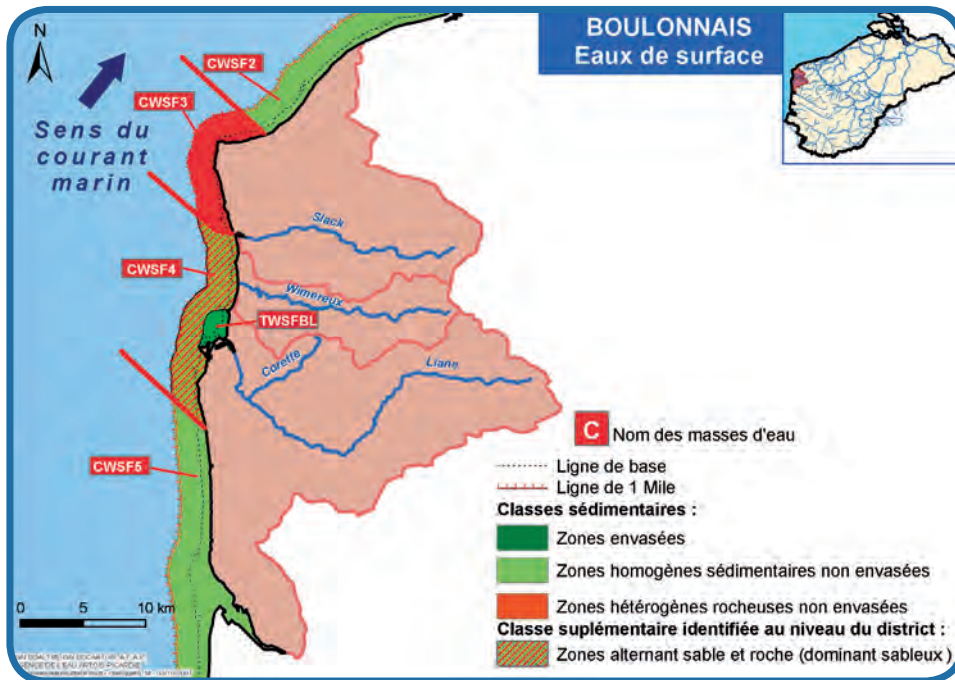 BOULONNAIS
Eaux de surface
N
CWSF2
CWSF3
Sens du
courant
marin
Slack
CWSF4
Wimereux
TWSFBL
Carette
Liane
C Nom des masses d'eau
CWSF5
Ligne de base
Ligne de 1 Mile
Classes sédimentaires :
Zones envasées
Zones homogènes sédimentaires non envasées
Zones hétérogènes rocheuses non envasées
0 5 10 km
Classe suplémentaire identifiée au niveau du district :
Zones alternant sable et roche (dominant sableux )